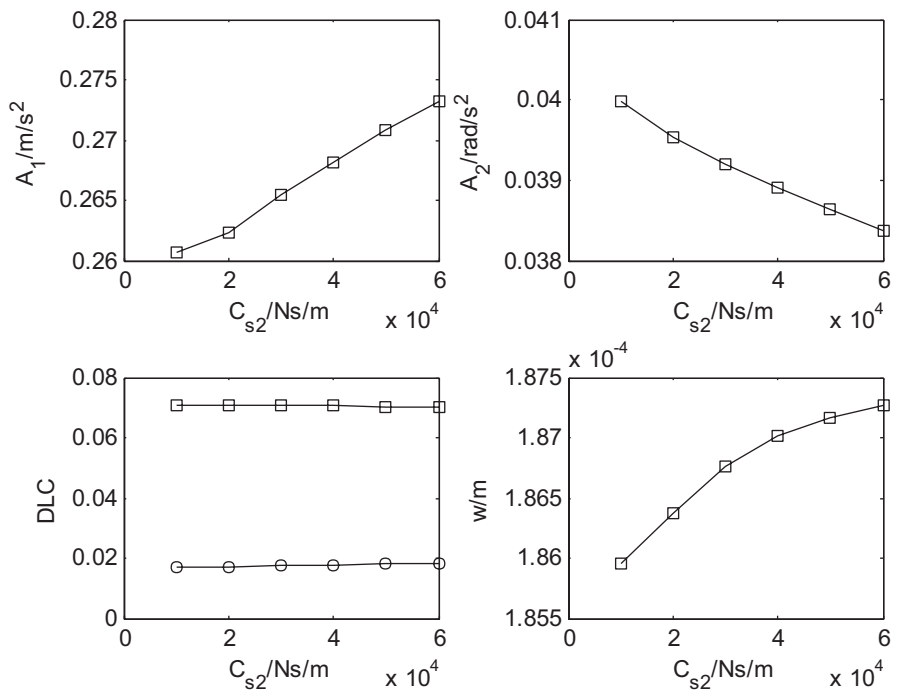 0.28
0.275
0.27
0.265
0.26
A1/m/s2
0 2 4 6
Cs2/Ns/m
x 10^4
0.041
0.04
0.039
0.038
A2/rad/s2
0 2 4 6
Cs2/Ns/m
x 10^4
0.08
0.06
0.04
0.02
0
DLC
0 2 4 6
Cs2/Ns/m
x 10^4
x 10^-4
1.875
1.87
1.865
1.86
1.855
w/m
0 2 4 6
Cs2/Ns/m
x 10^4